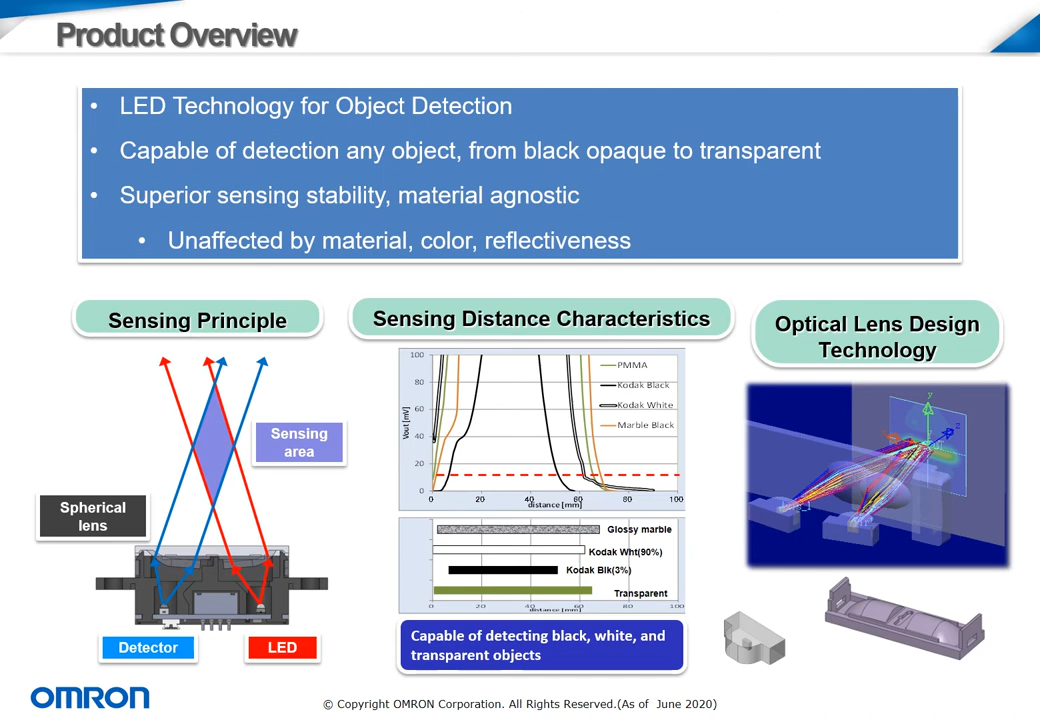 Product Overview
• LED Technology for Object Detection
• Capable of detection any object, from black opaque to transparent
• Superior sensing stability, material agnostic
• Unaffected by material, color, reflectiveness
Sensing Principle
Sensing area
Spherical lens
Detector
LED
Sensing Distance Characteristics
100
80
60
40
20
0
Vout [mV]
PMMA
Kodak Black
Kodak White
Marble Black
0 20 40 60 80 100
distance [mm]
Glossy marble
Kodak Wht(90%)
Kodak Blk(3%)
Transparent
0 20 40 60 80 100
distance [mm]
Capable of detecting black, white, and
transparent objects
Optical Lens Design
Technology
y
z
OMRON
© Copyright OMRON Corporation. All Rights Reserved.(As of June 2020)